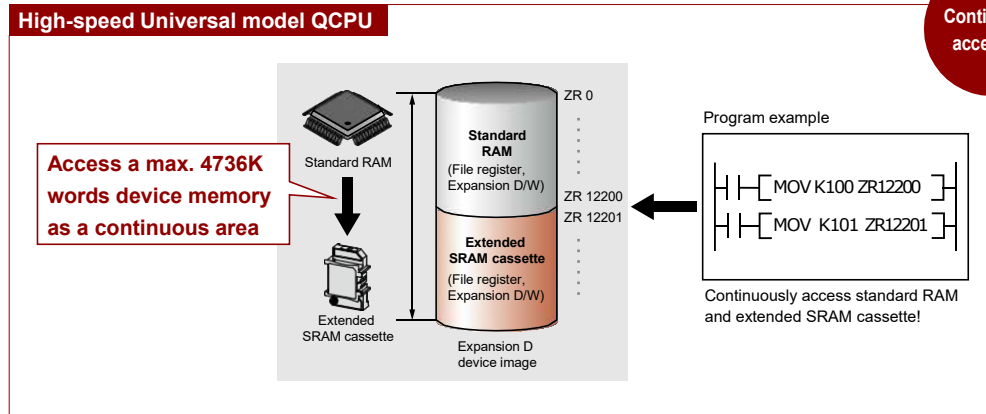 High-speed Universal model QCPU
Access a max. 4736K
words device memory
as a continuous area
Standard RAM
Extended
SRAM cassette
Standard
RAM
(File register,
Expansion D/W)
Extended
SRAM cassette
(File register,
Expansion D/W)
Expansion D
device image
ZR 0
ZR 12200
ZR 12201
Program example
MOV K100 ZR12200
MOV K101 ZR12201
Continuously access standard RAM
and extended SRAM cassette!